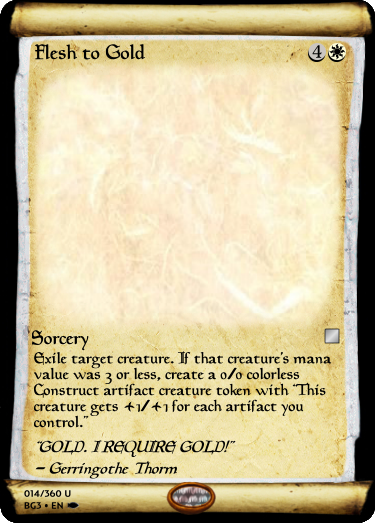 Flesh to Gold 4
Sorcery
Exile target creature. If that creature's mana
value was 3 or less, create a 0/0 colorless
Construct artifact creature token with "This
creature gets +1/+1 for each artifact you
control."
"GOLD. I REQUIRE GOLD!"
– Gerringothe Thorm
014/360 U
BG3 • EN